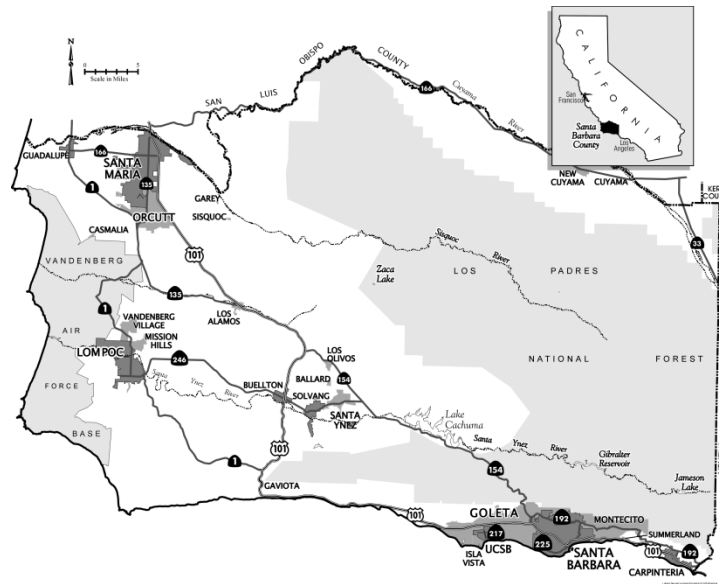 N
0
5
Scale in Miles
SAN LUIS OBISPO COUNTY
166
Cuyama River
CALIFORNIA
San
Francisco
Santa
Barbara
County
Los
Angeles
GUADALUPE
166
SANTA
MARIA
1
135
ORCUTT
GAREY
SISQUOC
NEW
CUYAMA
CUYAMA
33
CASMALIA
101
VANDENBERG
AIR
FORCE
BASE
Sisquoc River
Zaca
Lake
LOS PADRES
NATIONAL FOREST
135
1
LOS
ALAMOS
VANDENBERG
VILLAGE
MISSION
HILLS
LOMPOC
246
Santa Ynez River
BUELLTON
LOS
OLIVOS
BALLARD
154
SOLVANG
SANTA
YNEZ
Lake
Cachuma
Santa Ynez River
Gibralter
Reservoir
Jameson
Lake
101
1
GAVIOTA
154
101
GOLETA
192
MONTECITO
217
ISLA
VISTA
UCSB
225
SANTA
BARBARA
SUMMERLAND
101
192
CARPINTERIA